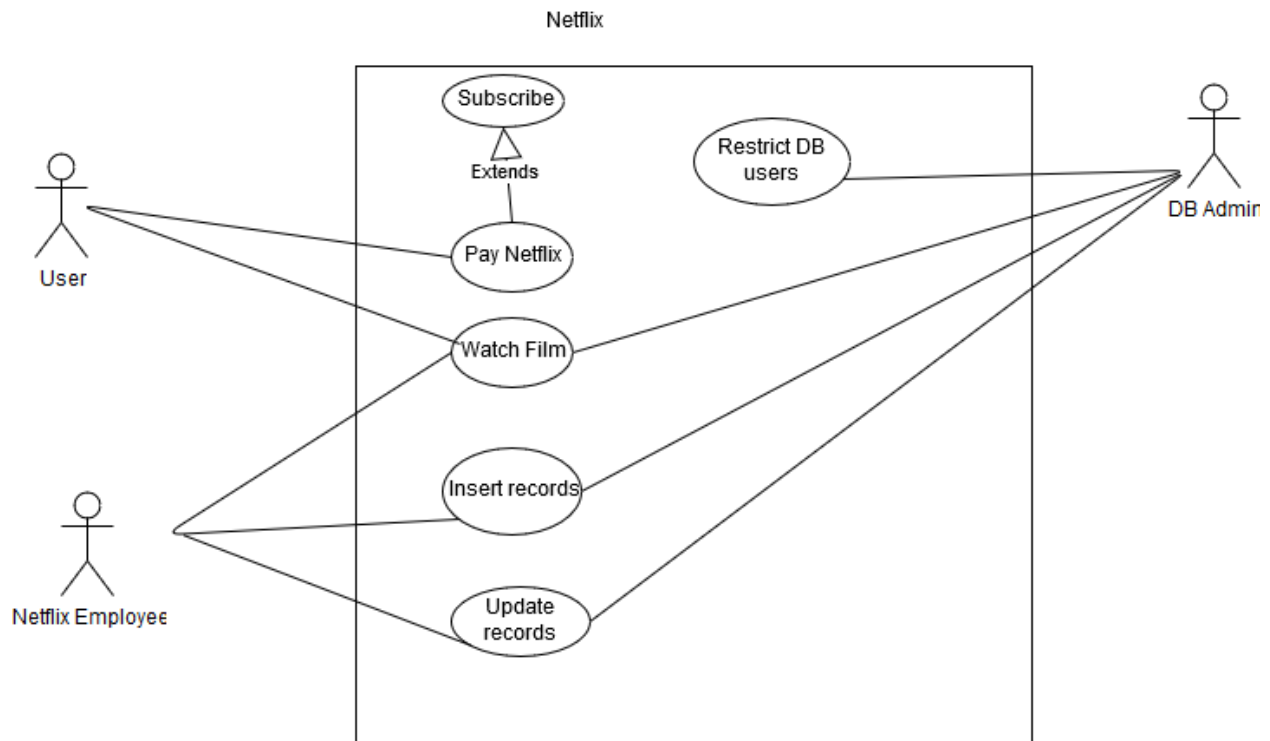 Netflix
Subscribe
Restrict DB
users
Extends
DB Admin
Pay Netflix
User
Watch Film
Insert records
Update
records
Netflix Employee